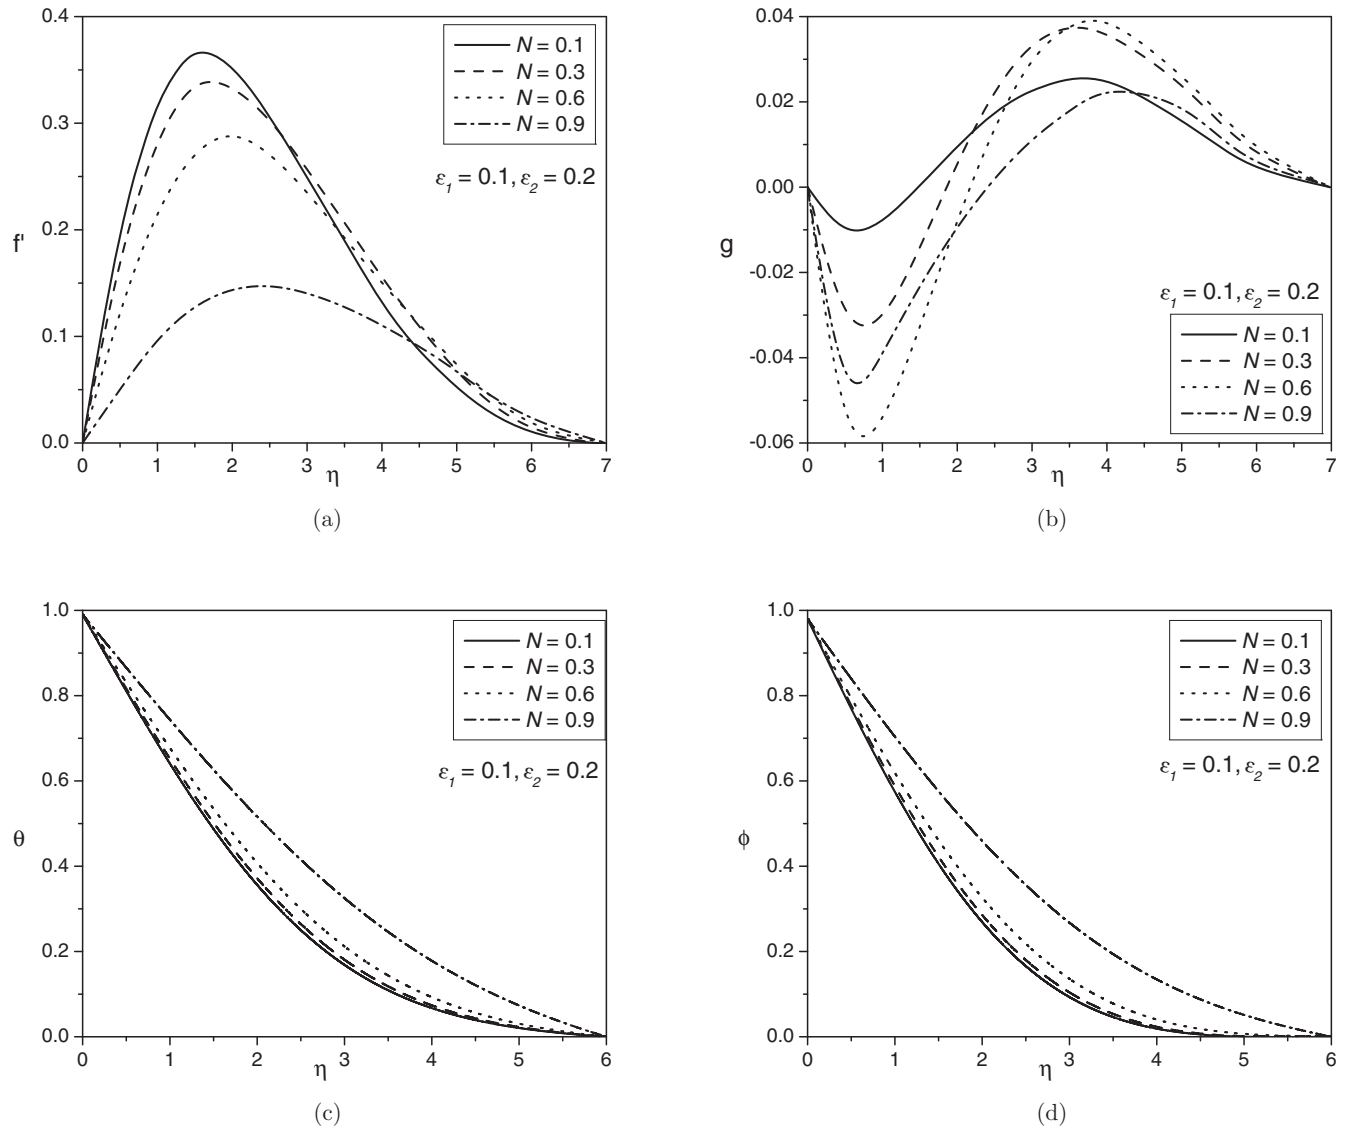 0.4
0.3
0.2
0.1
0.0
f'
N = 0.1
N = 0.3
N = 0.6
N = 0.9
ε1 = 0.1, ε2 = 0.2
0 1 2 3 4 5 6 7
η
(a)
0.04
0.02
0.00
-0.02
-0.04
-0.06
g
ε1 = 0.1, ε2 = 0.2
N = 0.1
N = 0.3
N = 0.6
N = 0.9
0 1 2 3 4 5 6 7
η
(b)
1.0
0.8
0.6
0.4
0.2
0.0
θ
N = 0.1
N = 0.3
N = 0.6
N = 0.9
ε1 = 0.1, ε2 = 0.2
0 1 2 3 4 5 6
η
(c)
1.0
0.8
0.6
0.4
0.2
0.0
ϕ
N = 0.1
N = 0.3
N = 0.6
N = 0.9
ε1 = 0.1, ε2 = 0.2
0 1 2 3 4 5 6
η
(d)